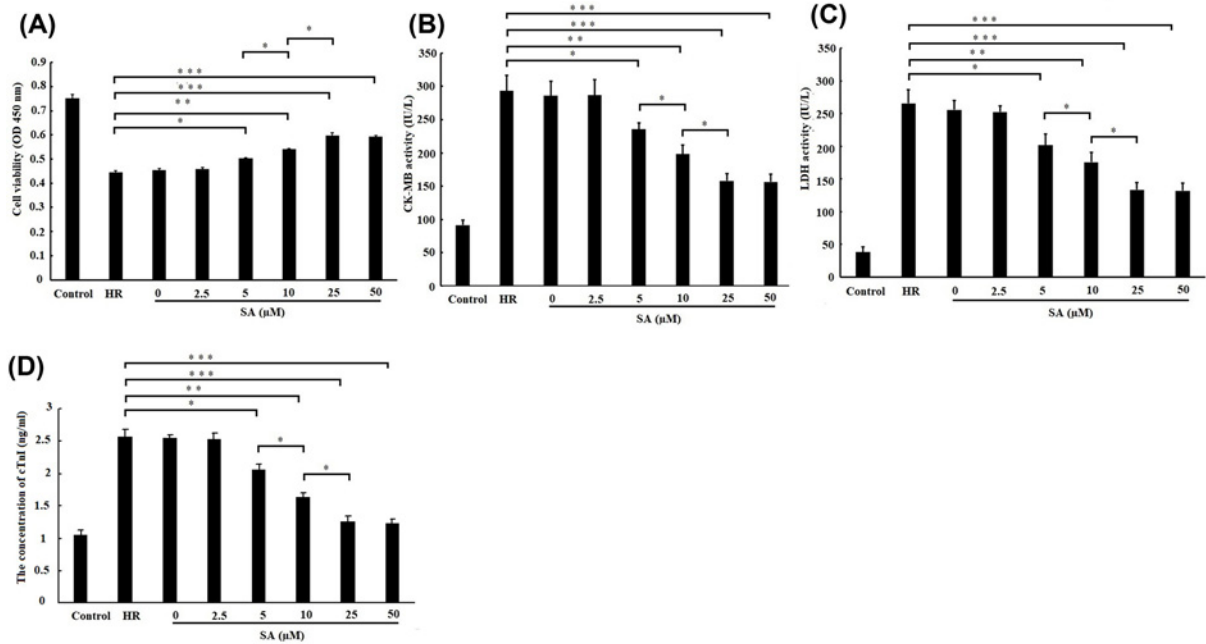 (A)
* * *
* * *
* *
*
*
*
Cell viability (OD 450 nm)
0.9
0.8
0.7
0.6
0.5
0.4
0.3
0.2
0.1
0
Control HR 0 2.5 5 10 25 50
SA (µM)
(B)
* * *
* * *
* *
*
*
*
CK-MB activity (IU/L)
350
300
250
200
150
100
50
0
Control HR 0 2.5 5 10 25 50
SA (µM)
(C)
* * *
* * *
* *
*
*
*
LDH activity (IU/L)
350
300
250
200
150
100
50
0
Control HR 0 2.5 5 10 25 50
SA (µM)
(D)
* * *
* * *
* *
*
*
*
The concentration of cTnI (ng/ml)
3
2.5
2
1.5
1
0.5
0
Control HR 0 2.5 5 10 25 50
SA (µM)